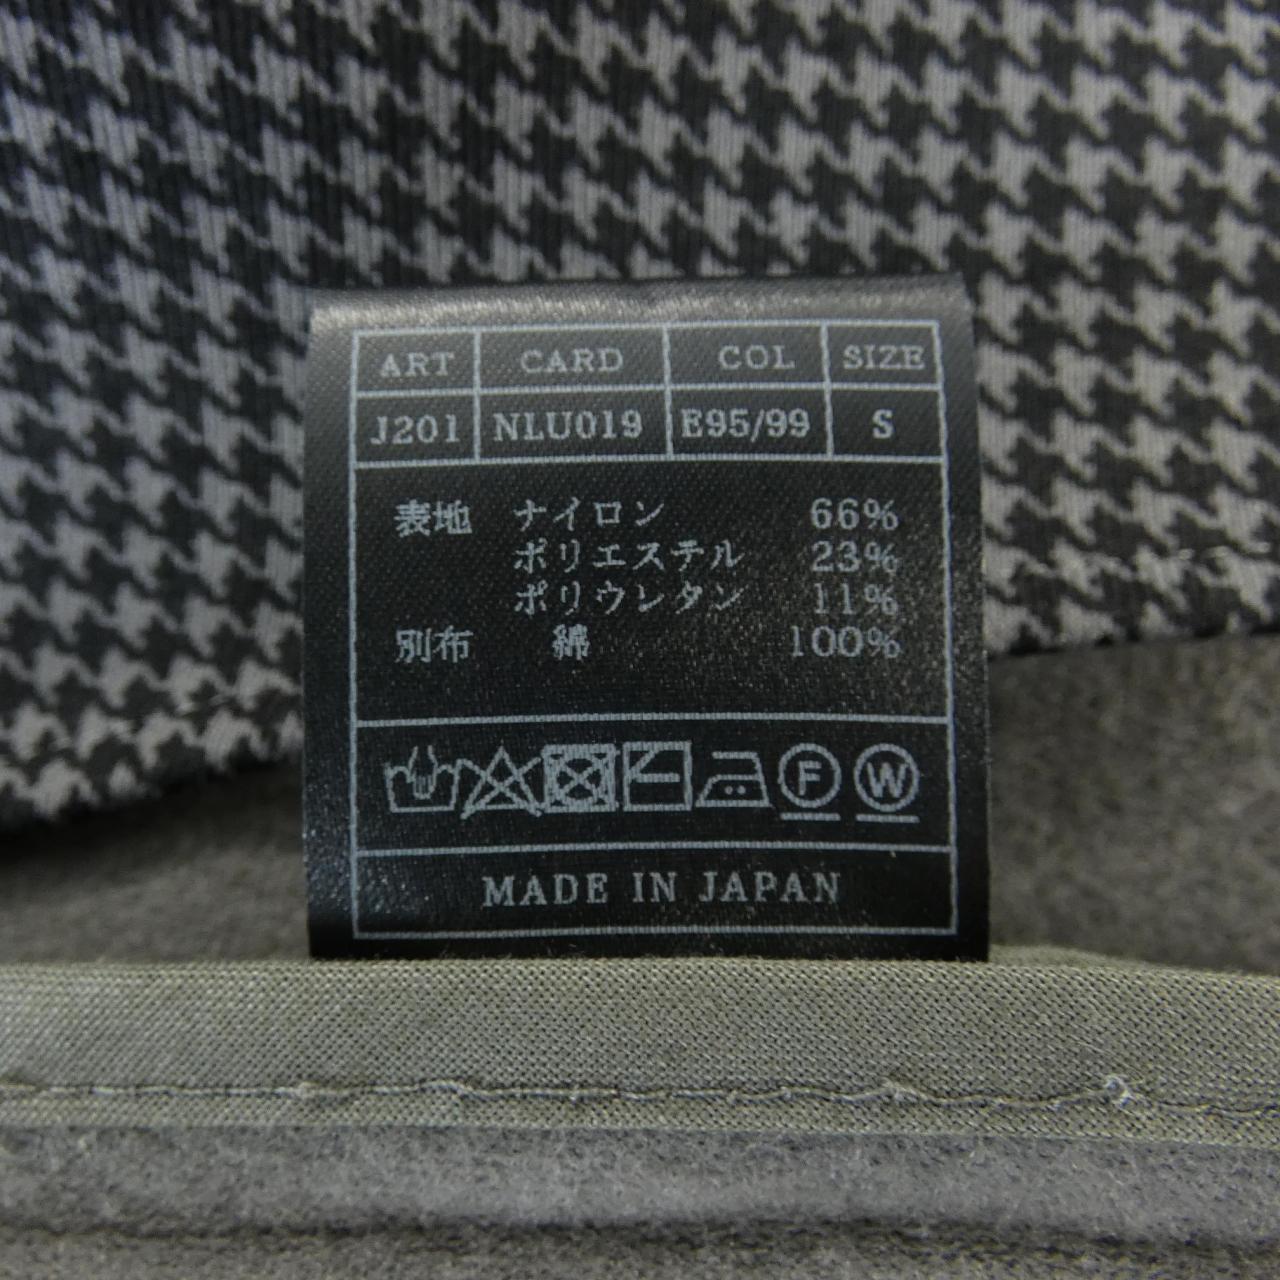 ART CARD COL SIZE
J201 NLU019 E95/99 S
表地 ナイロン 66%
ポリエステル 23%
ポリウレタン 11%
別布 綿 100%
F W
MADE IN JAPAN